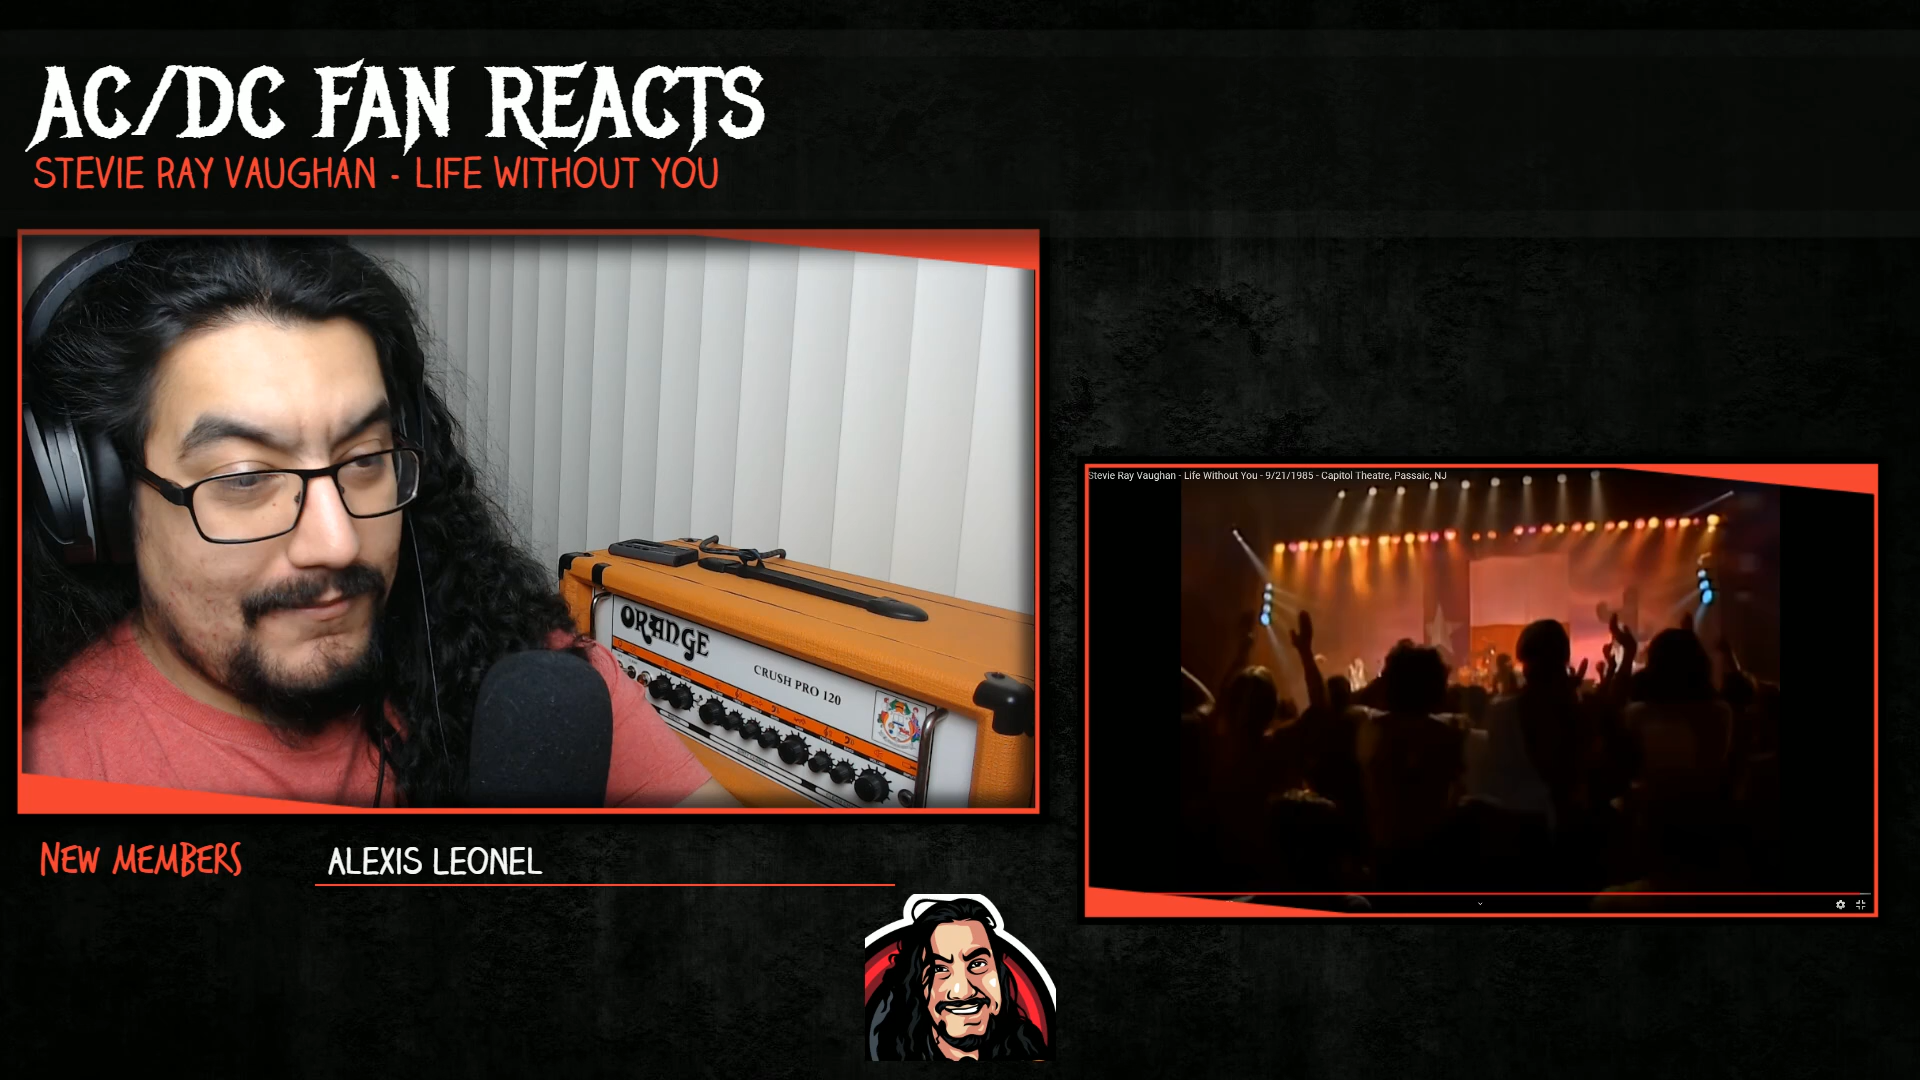 AC/DC FAN REACTS
STEVIE RAY VAUGHAN - LIFE WITHOUT YOU
Stevie Ray Vaughan - Life Without You - 9/21/1985 - Capitol Theatre, Passaic, NJ
ORANGE
CRUSH PRO 120
NEW MEMBERS
ALEXIS LEONEL